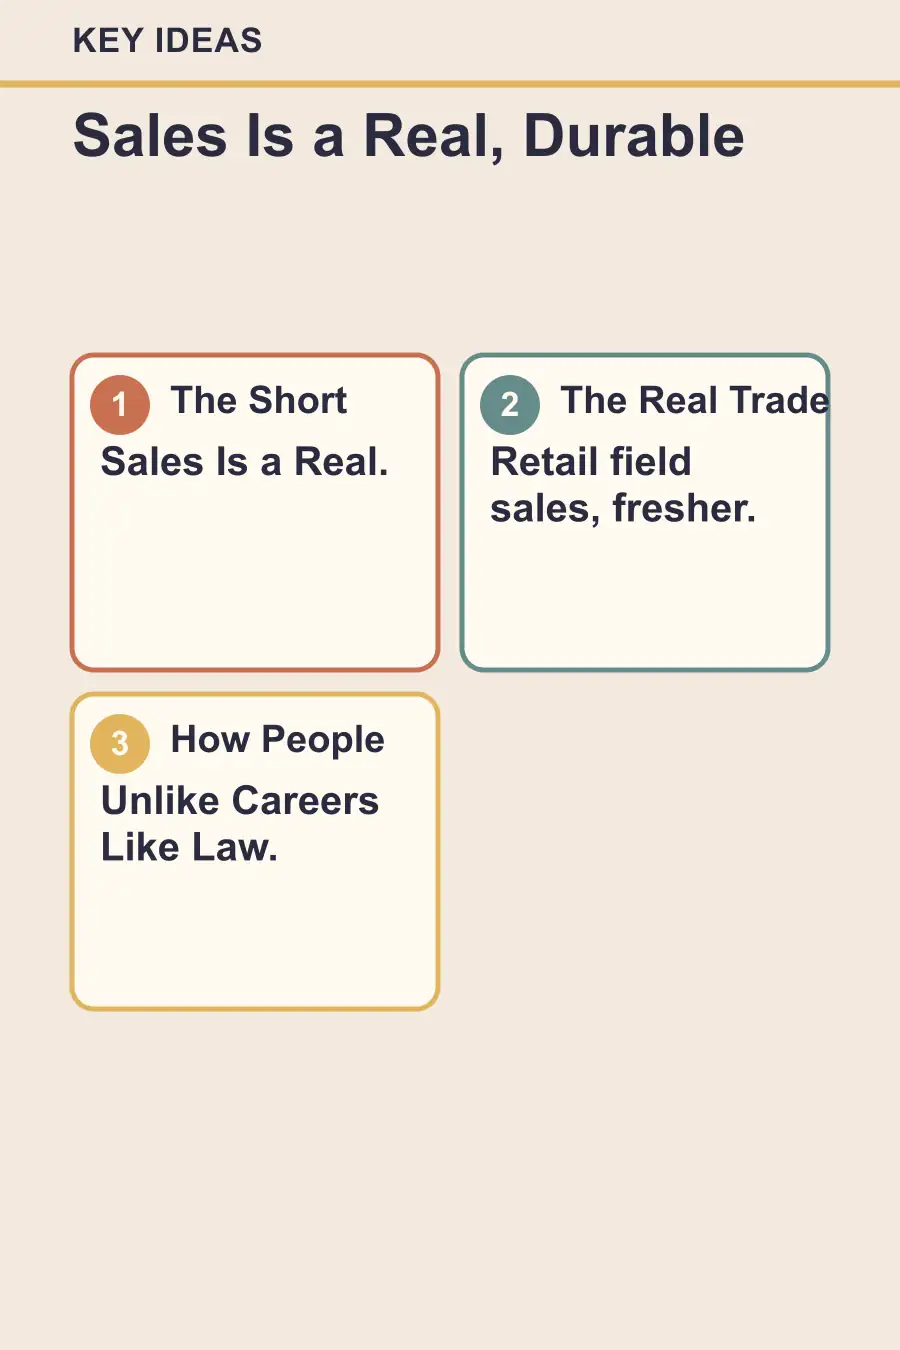 KEY IDEAS
Sales Is a Real, Durable
1 The Short
Sales Is a Real.
2 The Real Trade
Retail field
sales, fresher.
3 How People
Unlike Careers
Like Law.